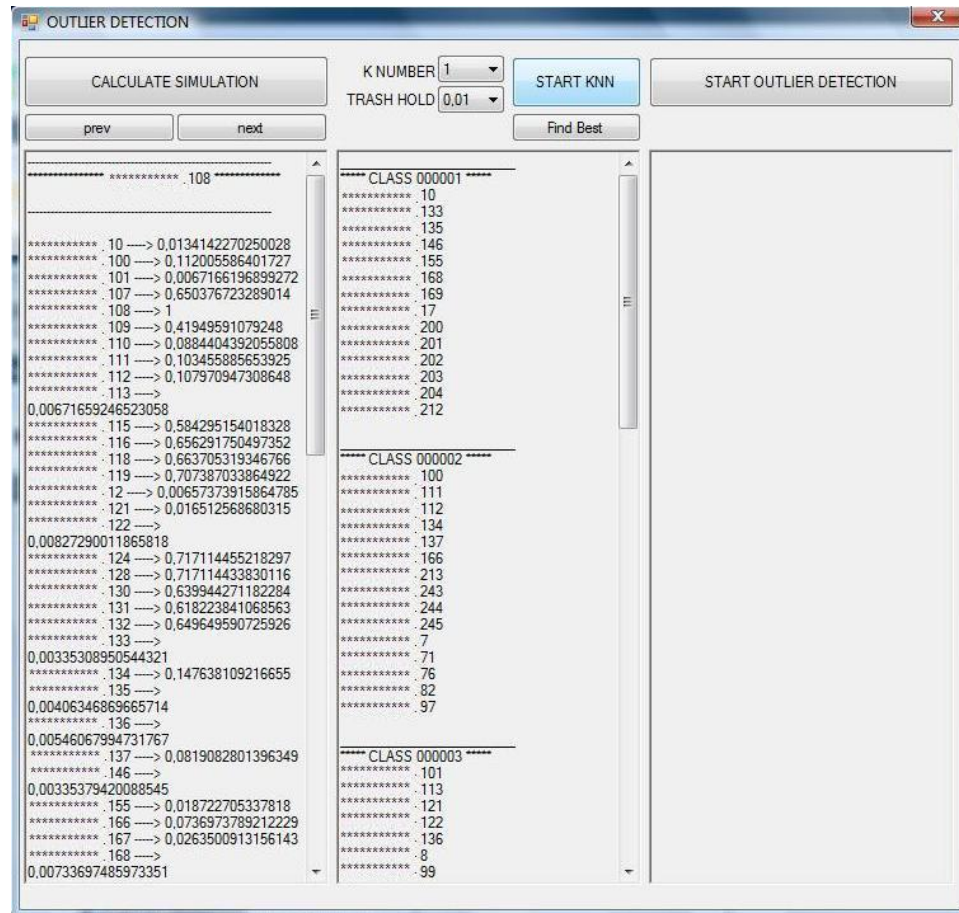 OUTLIER DETECTION
CALCULATE SIMULATION
K NUMBER 1
TRASH HOLD 0,01
START KNN
START OUTLIER DETECTION
prev
next
Find Best
--------------------------------------------------------------
*************** *********** .108 *************
--------------------------------------------------------------
*********** .10 ----> 0,0134142270250028
*********** .100 ----> 0,112005586401727
*********** .101 ----> 0,0067166196899272
*********** .107 ----> 0,650376723289014
*********** .108 ----> 1
*********** .109 ----> 0,41949591079248
*********** .110 ----> 0,0884404392055808
*********** .111 ----> 0,103455885653925
*********** .112 ----> 0,107970947308648
*********** .113 ---->
0,00671659246523058
*********** .115 ----> 0,584295154018328
*********** .116 ----> 0,656291750497352
*********** .118 ----> 0,663705319346766
*********** .119 ----> 0,707387033864922
*********** .12 ----> 0,00657373915864785
*********** .121 ----> 0,016512568680315
*********** .122 ---->
0,00827290011865818
*********** .124 ----> 0,717114455218297
*********** .128 ----> 0,717114433830116
*********** .130 ----> 0,639944271182284
*********** .131 ----> 0,618223841068563
*********** .132 ----> 0,649649590725926
*********** .133 ---->
0,00335308950544321
*********** .134 ----> 0,147638109216655
*********** .135 ---->
0,00406346869665714
*********** .136 ---->
0,00546067994731767
*********** .137 ----> 0,0819082801396349
*********** .146 ---->
0,00335379420088545
*********** .155 ----> 0,018722705337818
*********** .166 ----> 0,0736973789212229
*********** .167 ----> 0,0263500913156143
*********** .168 ---->
0,00733697485973351
***** CLASS 000001 *****
*********** .10
*********** .133
*********** .135
*********** .146
*********** .155
*********** .168
*********** .169
*********** .17
*********** .200
*********** .201
*********** .202
*********** .203
*********** .204
*********** .212
***** CLASS 000002 *****
*********** .100
*********** .111
*********** .112
*********** .134
*********** .137
*********** .166
*********** .213
*********** .243
*********** .244
*********** .245
*********** .7
*********** .71
*********** .76
*********** .82
*********** .97
***** CLASS 000003 *****
*********** .101
*********** .113
*********** .121
*********** .122
*********** .136
*********** .8
*********** .99